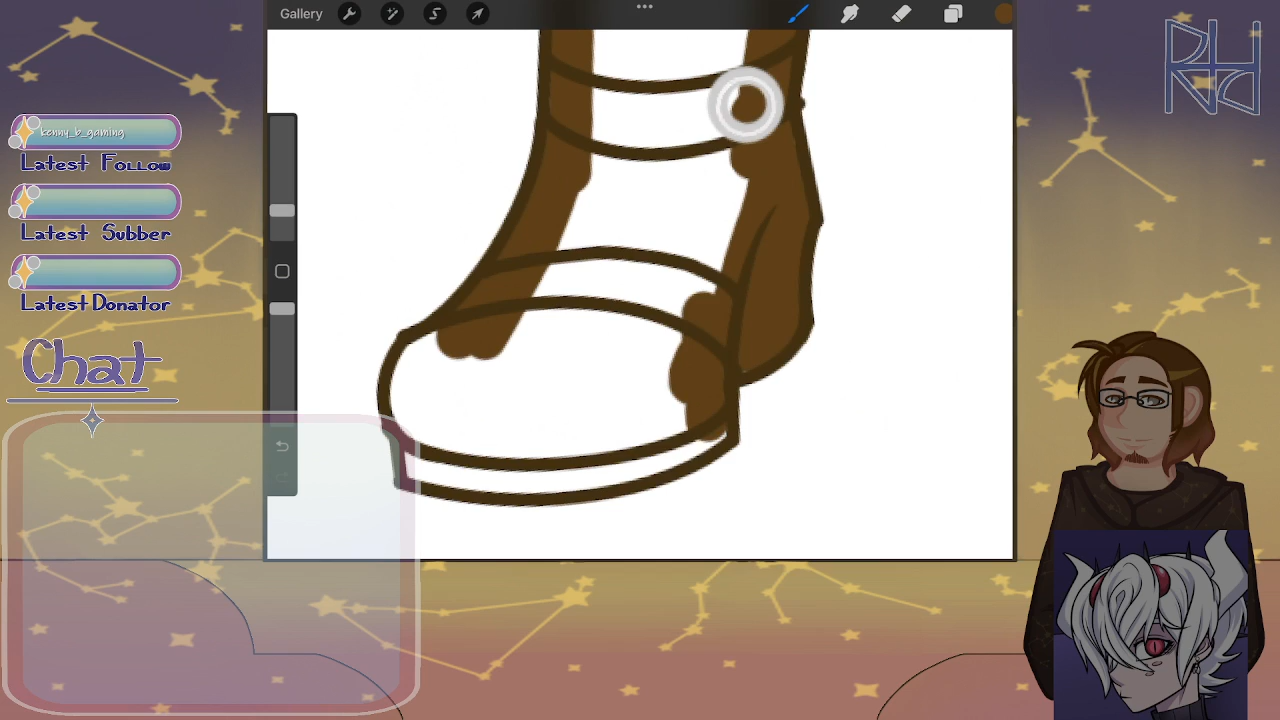 Gallery
kenny_b_gaming
Latest Follow
Latest Subber
Latest Donator
Chat